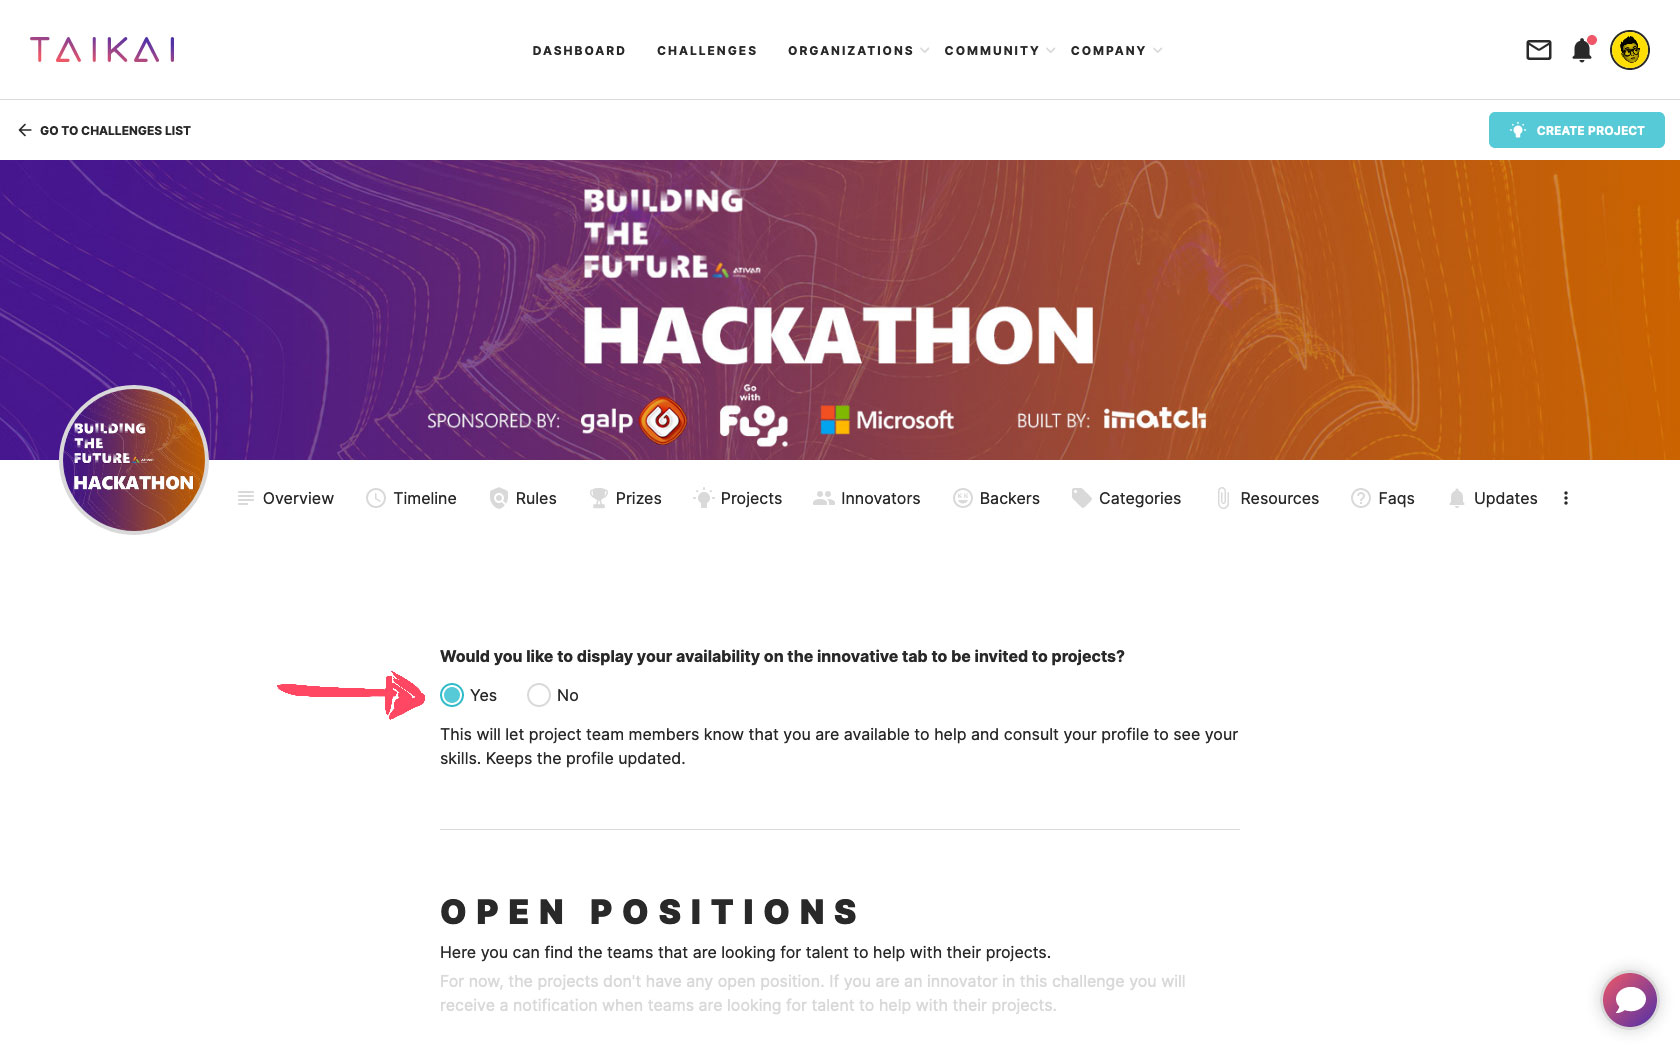 TAIKAI
DASHBOARD CHALLENGES ORGANIZATIONS COMMUNITY COMPANY
GO TO CHALLENGES LIST
CREATE PROJECT
BUILDING
THE
FUTURE ATIVAR
HACKATHON
SPONSORED BY: galp Go with Flow. Microsoft BUILT BY: imatch
BUILDING
THE
FUTURE
HACKATHON
Overview Timeline Rules Prizes Projects Innovators Backers Categories Resources Faqs Updates
Would you like to display your availability on the innovative tab to be invited to projects?
Yes No
This will let project team members know that you are available to help and consult your profile to see your
skills. Keeps the profile updated.
OPEN POSITIONS
Here you can find the teams that are looking for talent to help with their projects.
For now, the projects don't have any open position. If you are an innovator in this challenge you will
receive a notification when teams are looking for talent to help with their projects.